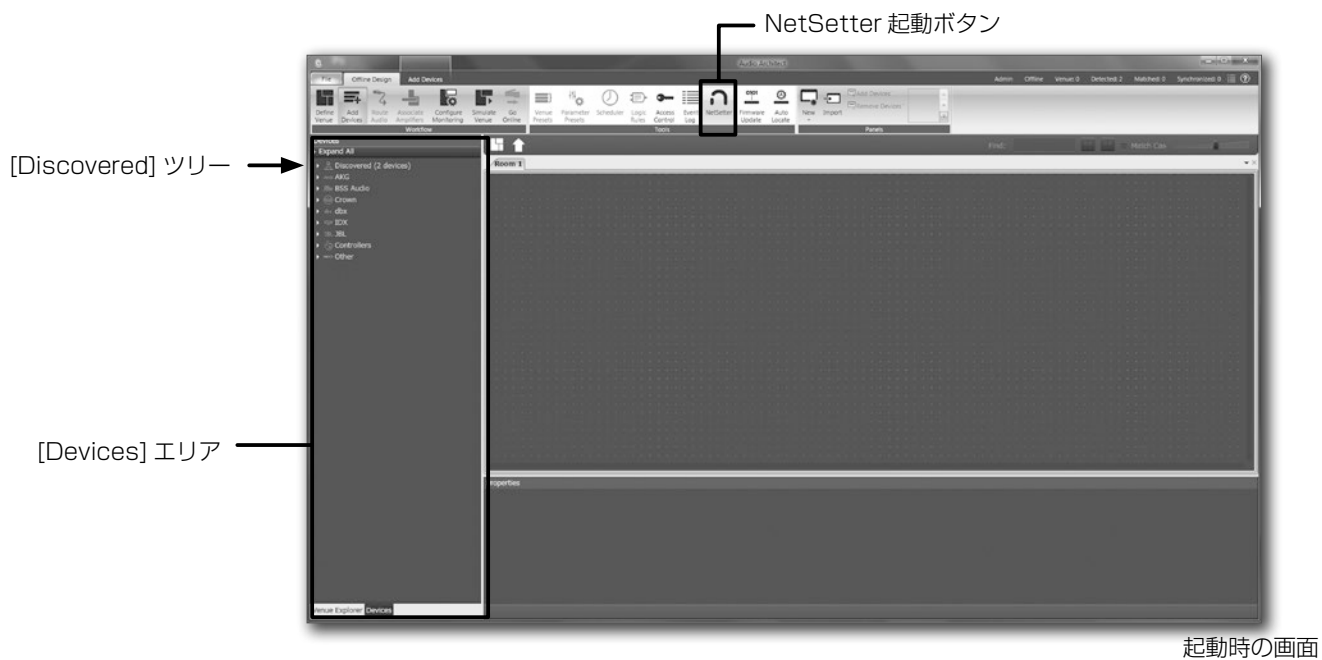 NetSetter 起動ボタン
Audio Architect
File Offline Design Add Devices
Admin Offline Venue: 0 Detected: 2 Matched: 0 Synchronized: 0
Define Venue Add Devices Route Audio Associate Amplifiers Configure Monitoring Simulate Venue Go Online Venue Presets Parameter Presets Scheduler Logic Rules Access Control Event Log NetSetter Firmware Update Auto Locate New Import Add Devices Remove Devices
Workflow Tools Panels
Devices
Expand All
Find: Match Case
[Discovered] ツリー
Discovered (2 devices)
Room 1
AKG
BSS Audio
Crown
dbx
IDX
JBL
Controllers
Other
[Devices] エリア
Properties
Venue Explorer Devices
起動時の画面